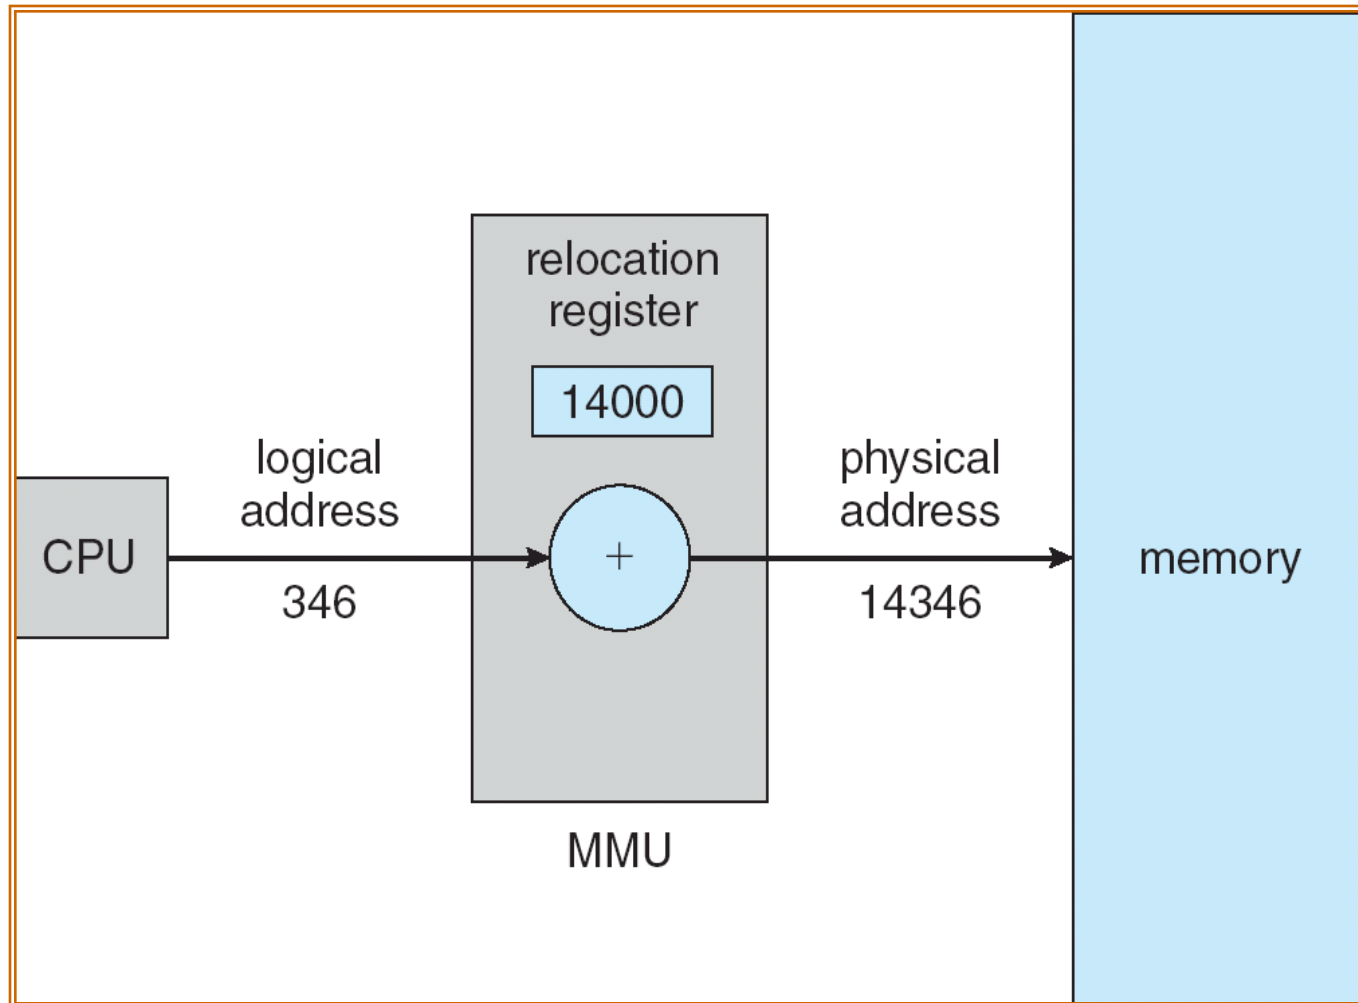 relocation
register
14000
logical
address
physical
address
CPU
+
memory
346
14346
MMU